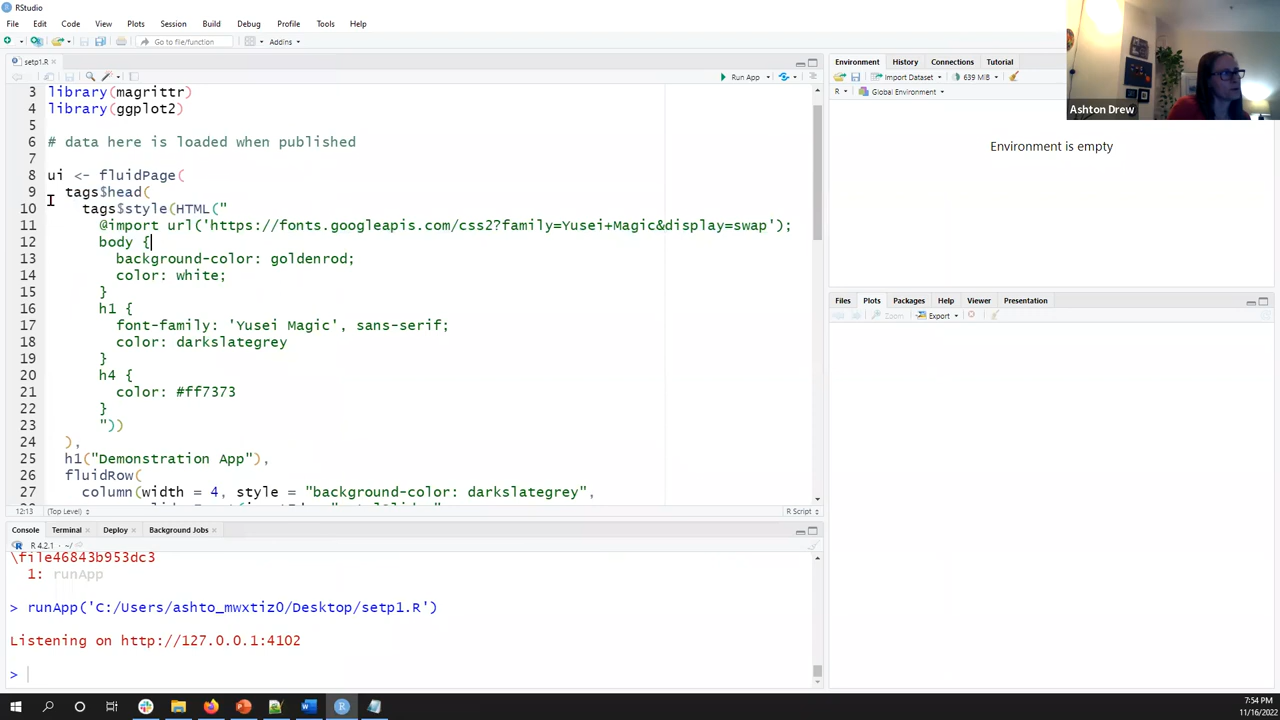 RStudio
File Edit Code View Plots Session Build Debug Profile Tools Help
Go to file/function Addins
setp1.R
Run App
3 library(magrittr)
4 library(ggplot2)
5
6 # data here is loaded when published
7
8 ui <- fluidPage(
9 tags$head(
10 tags$style(HTML("
11 @import url('https://fonts.googleapis.com/css2?family=Yusei+Magic&display=swap');
12 body {
13 background-color: goldenrod;
14 color: white;
15 }
16 h1 {
17 font-family: 'Yusei Magic', sans-serif;
18 color: darkslategrey
19 }
20 h4 {
21 color: #ff7373
22 }
23 "))
24 ),
25 h1("Demonstration App"),
26 fluidRow(
27 column(width = 4, style = "background-color: darkslategrey",
12:13 (Top Level) R Script
Console Terminal Deploy Background Jobs
R 4.2.1 · ~/
\file46843b953dc3
1: runApp
> runApp('C:/Users/ashto_mwxtiz0/Desktop/setp1.R')
Listening on http://127.0.0.1:4102
>
Environment History Connections Tutorial
Import Dataset 639 MiB
R Global Environment
Environment is empty
Files Plots Packages Help Viewer Presentation
Zoom Export
Ashton Drew
7:54 PM
11/16/2022